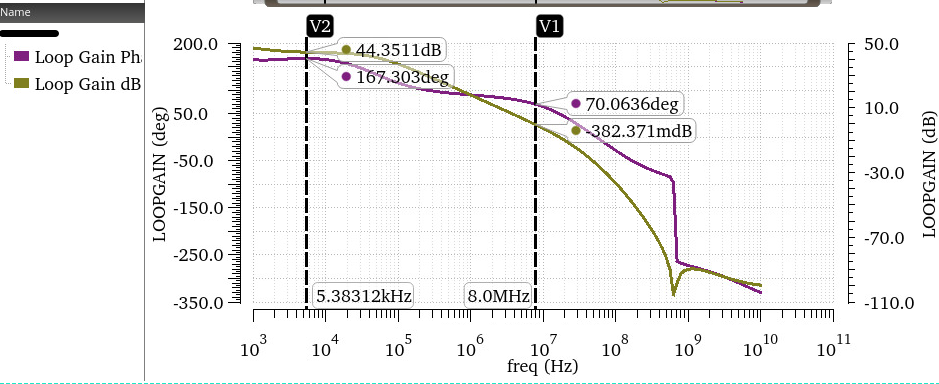 Name
Loop Gain Ph
Loop Gain dB
V2
V1
200.0
50.0
-50.0
-150.0
-250.0
-350.0
LOOPGAIN (deg)
44.3511dB
167.303deg
70.0636deg
-382.371mdB
5.38312kHz
8.0MHz
50.0
10.0
-30.0
-70.0
-110.0
LOOPGAIN (dB)
10³ 10⁴ 10⁵ 10⁶ 10⁷ 10⁸ 10⁹ 10¹⁰ 10¹¹
freq (Hz)